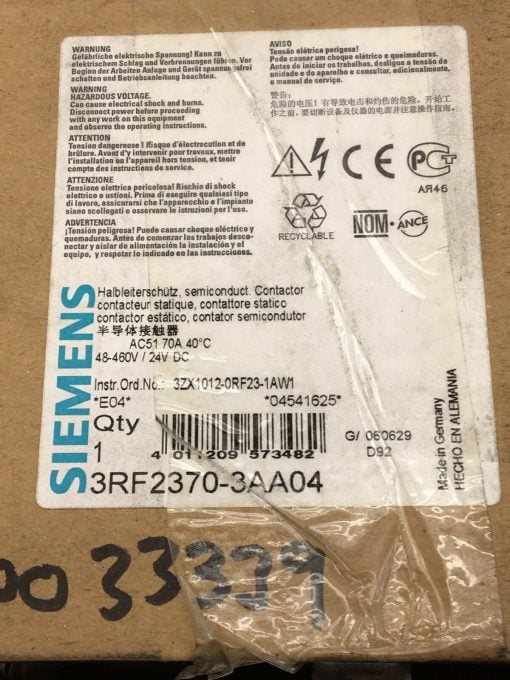 WARNUNG
Gefährliche elektrische Spannung! Kann zu
elektrischem Schlag und Verbrennungen führen. Vor
Beginn der Arbeiten Anlage und Gerät spannungsfrei
schalten und Betriebsanleitung beachten.
WARNING
HAZARDOUS VOLTAGE.
Can cause electrical shock and burns.
Disconnect power before proceeding
with any work on this equipment
and observe the operating instructions.
ATTENTION
Tension dangereuse ! Risque d'électrocution et de
brûlure. Avant d'y intervenir pour travaux, mettre
l'installation ou l'appareil hors tension, et tenir
compte des instructions de service.
ATTENZIONE
Tensione elettrica pericolosa! Rischio di shock
elettrico e ustioni. Prima di eseguire qualsiasi tipo
di lavoro, assicurarsi che l'apparecchio o l'impianto
siano scollegati e osservare le istruzioni per l'uso.
ADVERTENCIA
¡Tensión peligrosa! Puede causar choque eléctrico y
quemaduras. Antes de comenzar los trabajos desco-
nectar y aislar de alimentación la instalación y el
equipo, y respetar lo indicado en las instrucciones.
AVISO
Tensão elétrica perigosa!
Pode causar um choque elétrico e queimaduras.
Antes de iniciar os trabalhos, desligue a tensão da
unidade e do aparelho e consultar, adicionalmente,
o manual de serviço.
警告:
危险的电压! 有导致电击和灼伤的危险。开始工
作之前,要切断设备及仪器的电源并注意操作指南。
CE
РСТ
АЯ46
RECYCLABLE
NOM-ANCE
SIEMENS
Halbleiterschütz, semiconduct. Contactor
contacteur statique, contattore statico
contactor estático, contator semicondutor
半导体接触器
AC51 70A 40°C
48-460V / 24V DC
Instr.Ord.No.: 3ZX1012-0RF23-1AW1
*E04* *04541625*
Qty
1
4 011209 573482
G/ 060629
D92
Made in Germany
HECHO EN ALEMANIA
3RF2370-3AA04
0033379